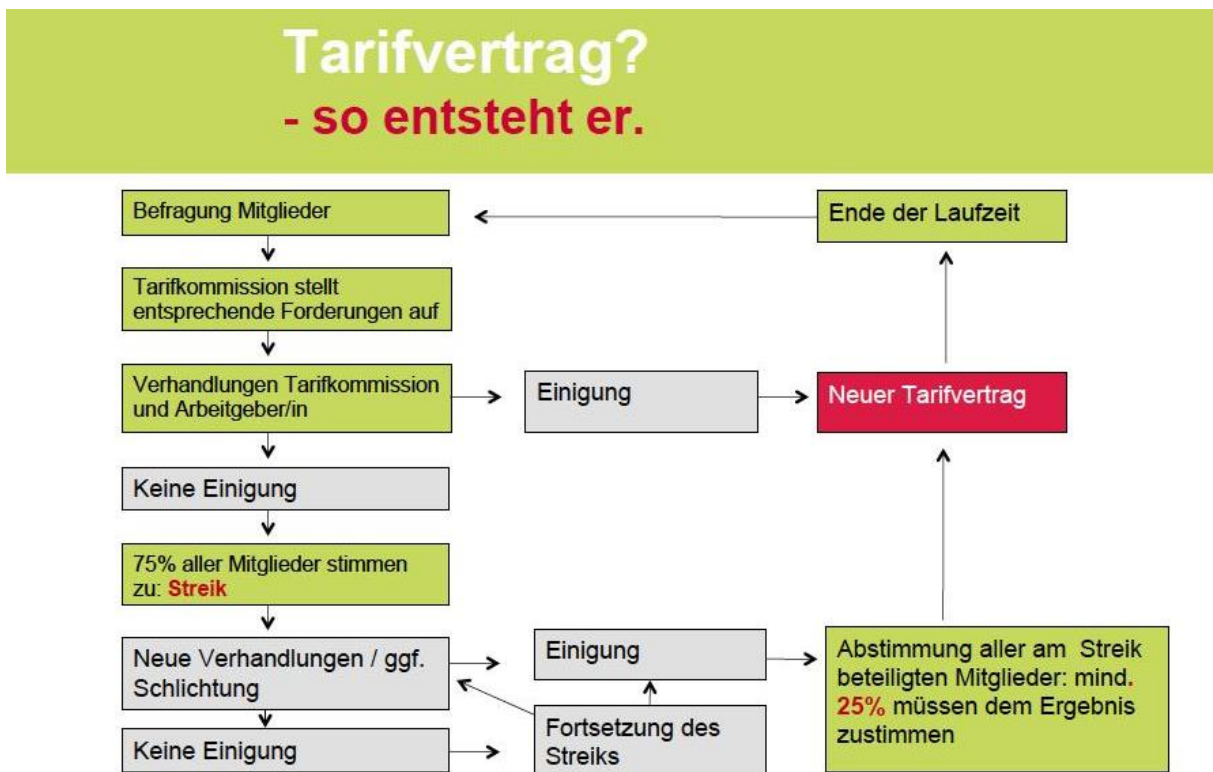 Tarifvertrag?
- so entsteht er.
Befragung Mitglieder
Ende der Laufzeit
Tarifkommission stellt
entsprechende Forderungen auf
Verhandlungen Tarifkommission
und Arbeitgeber/in
Einigung
Neuer Tarifvertrag
Keine Einigung
75% aller Mitglieder stimmen
zu: Streik
Neue Verhandlungen / ggf.
Schlichtung
Einigung
Abstimmung aller am Streik
beteiligten Mitglieder: mind.
25% müssen dem Ergebnis
zustimmen
Keine Einigung
Fortsetzung des
Streiks